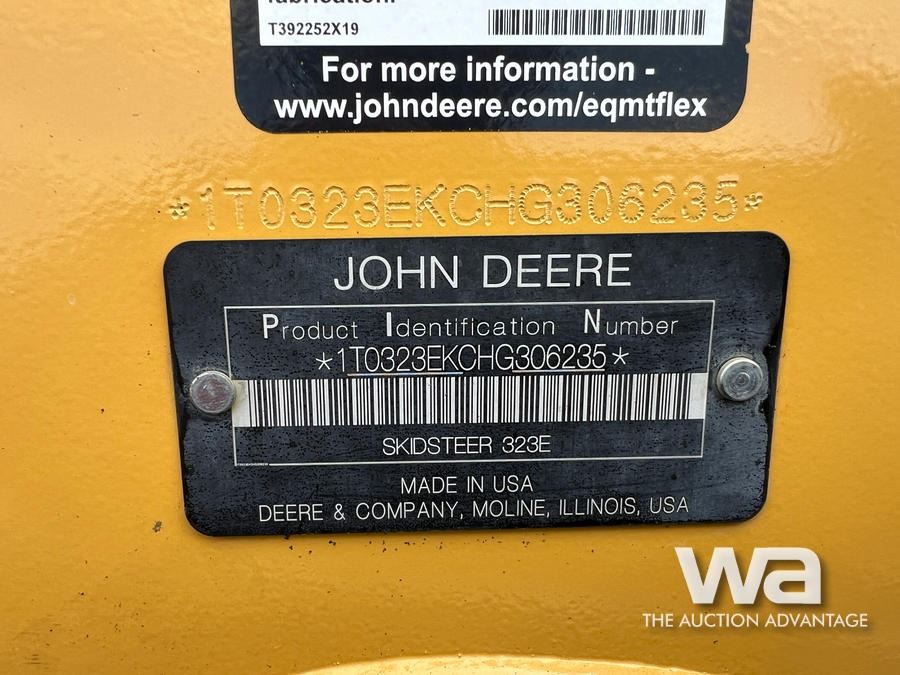 fabrication.
T392252X19
For more information -
www.johndeere.com/eqmtflex
*1T0323EKCHG306235*
JOHN DEERE
Product Identification Number
*1T0323EKCHG306235*
SKIDSTEER 323E
MADE IN USA
DEERE & COMPANY, MOLINE, ILLINOIS, USA
wa
THE AUCTION ADVANTAGE